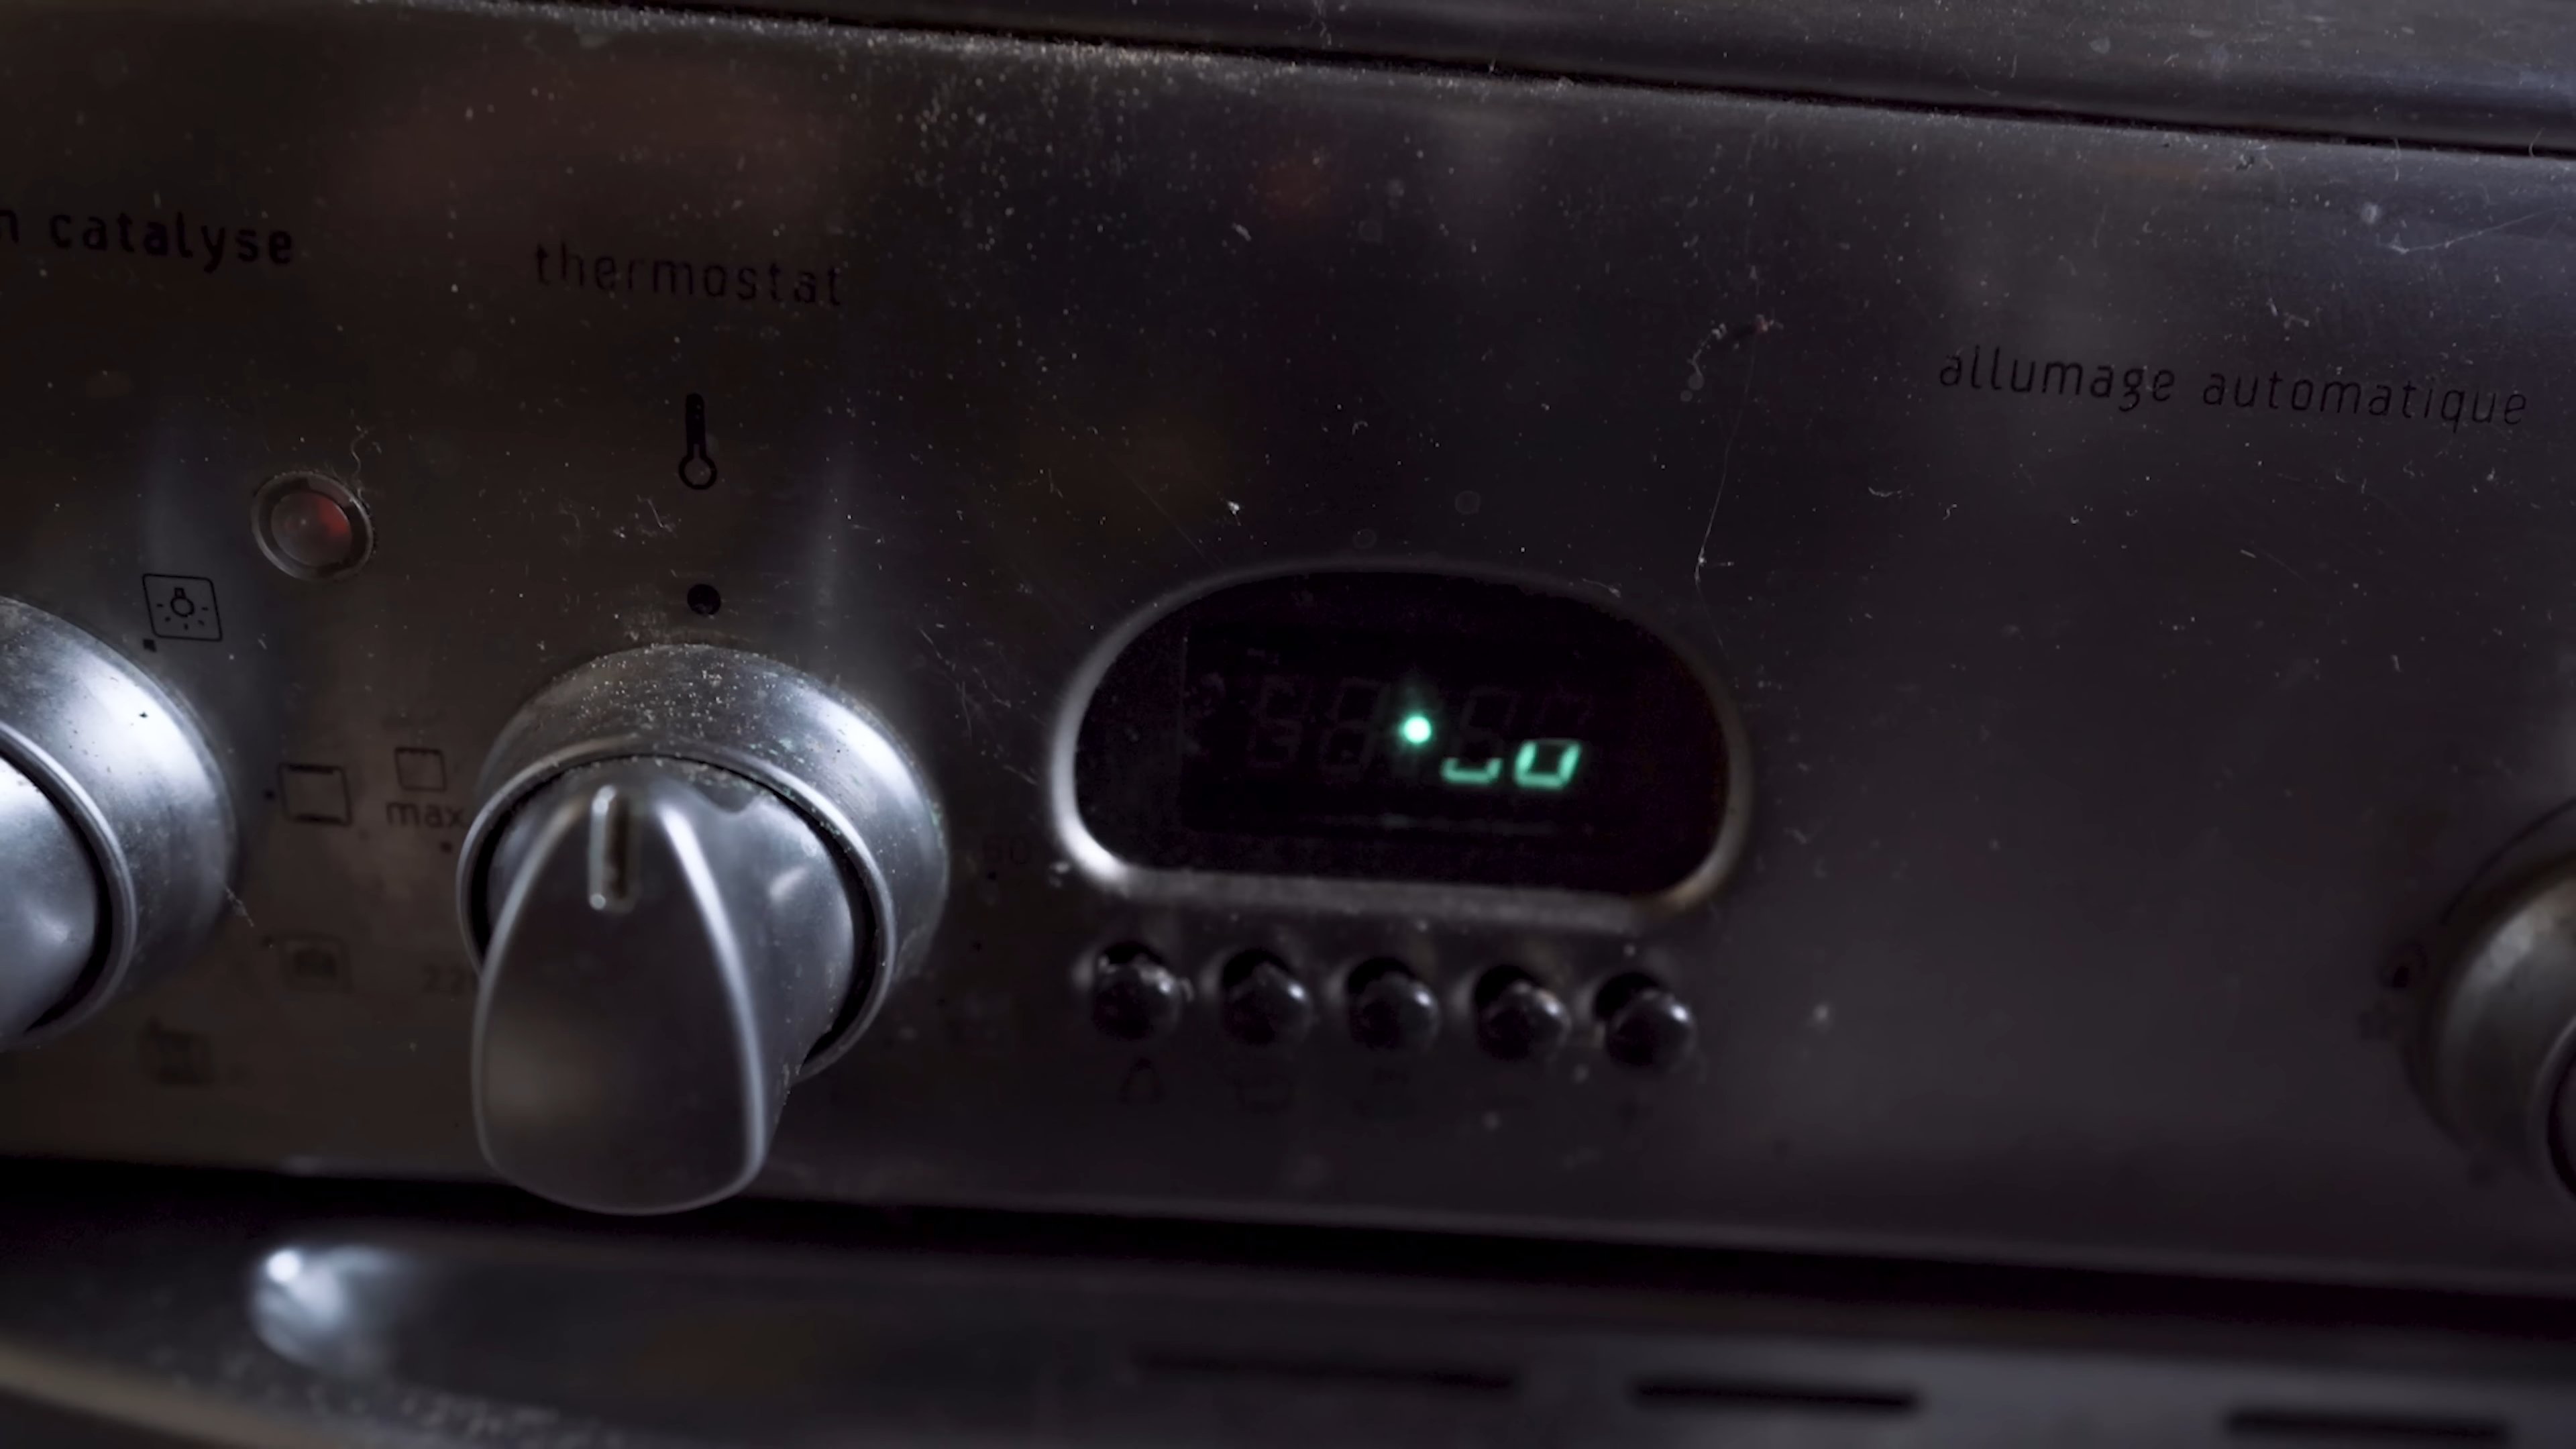 catalyse
thermostat
allumage automatique
max